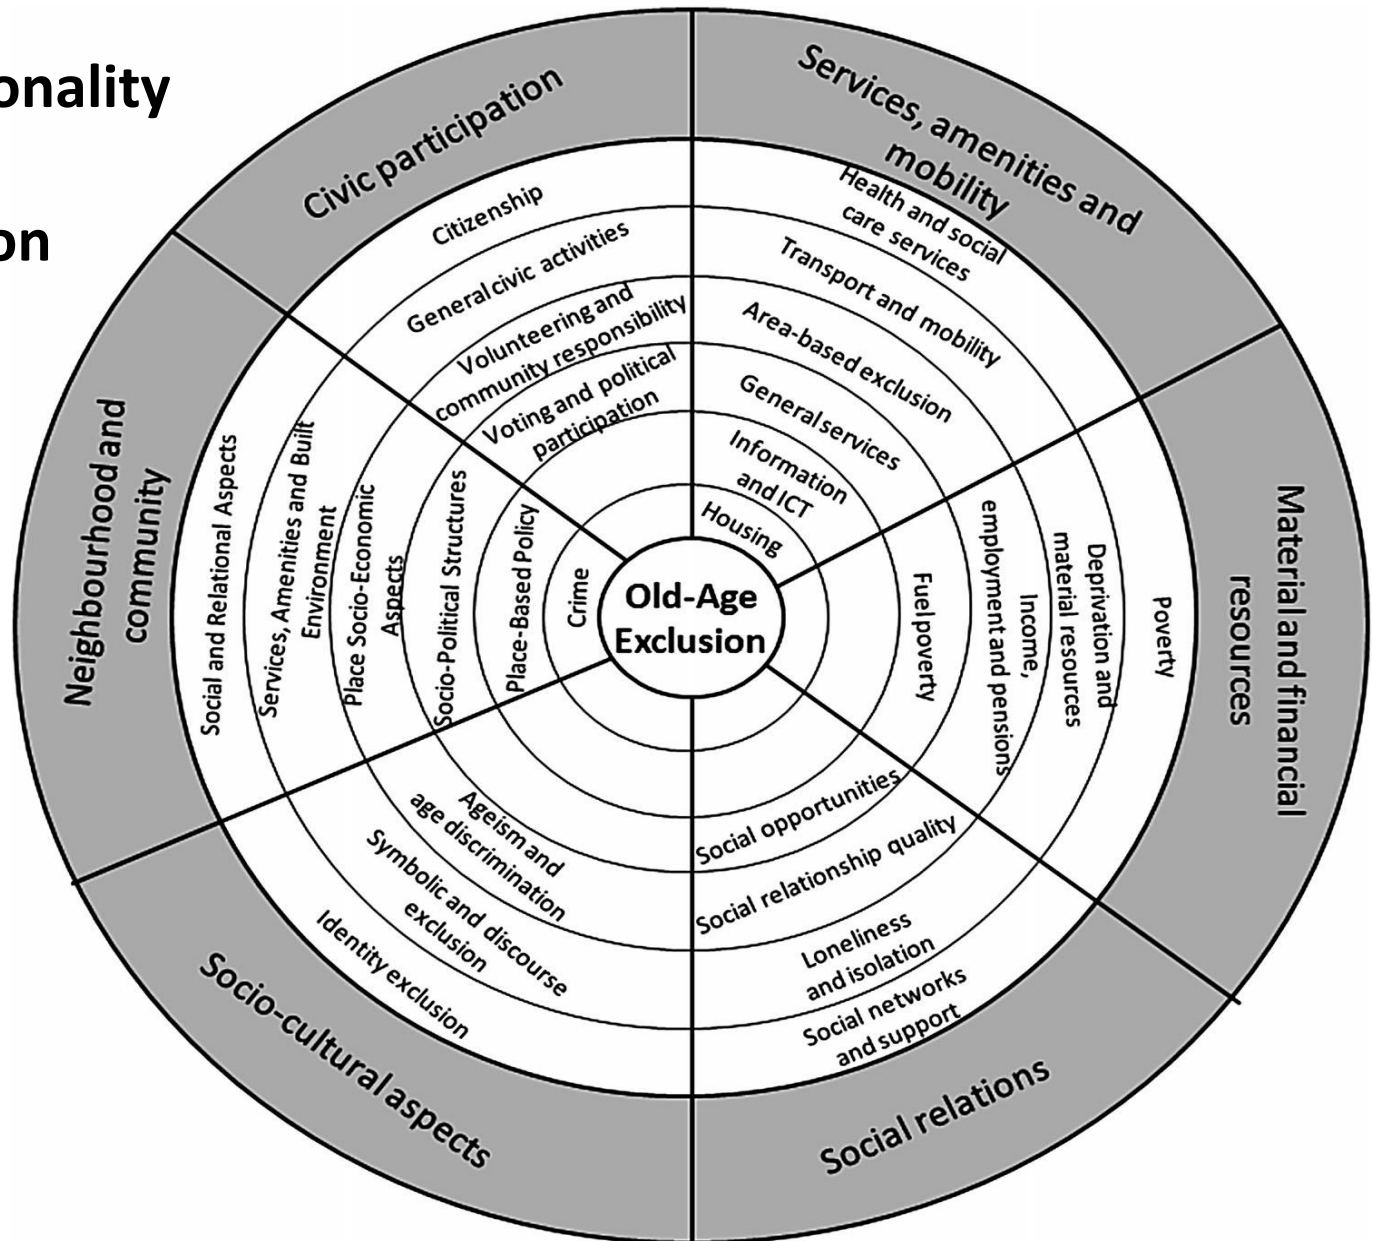 onality
on
Civic participation
Citizenship
General civic activities
Volunteering and
community responsibility
Voting and political
participation
Services, amenities and
mobility
Health and social
care services
Transport and mobility
Area-based exclusion
General services
Information
and ICT
Housing
Material and financial
resources
Poverty
Deprivation and
material resources
Income,
employment and pensions
Fuel poverty
Social relations
Social networks
and support
Loneliness
and isolation
Social relationship quality
Social opportunities
Socio-cultural aspects
Identity exclusion
Symbolic and discourse
exclusion
Ageism and
age discrimination
Neighbourhood and
community
Social and Relational Aspects
Services, Amenities and Built
Environment
Place Socio-Economic
Aspects
Socio-Political Structures
Place-Based Policy
Crime
Old-Age
Exclusion